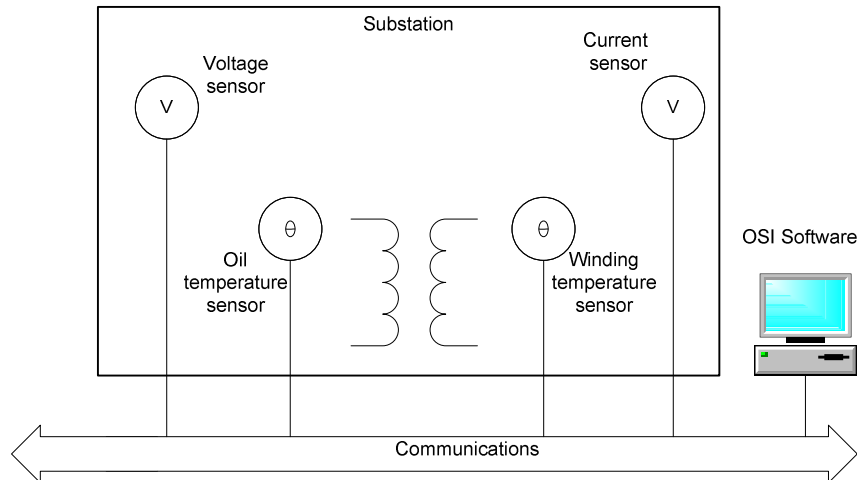 Substation
Voltage
sensor
V
Current
sensor
V
θ
Oil
temperature
sensor
θ
Winding
temperature
sensor
OSI Software
Communications